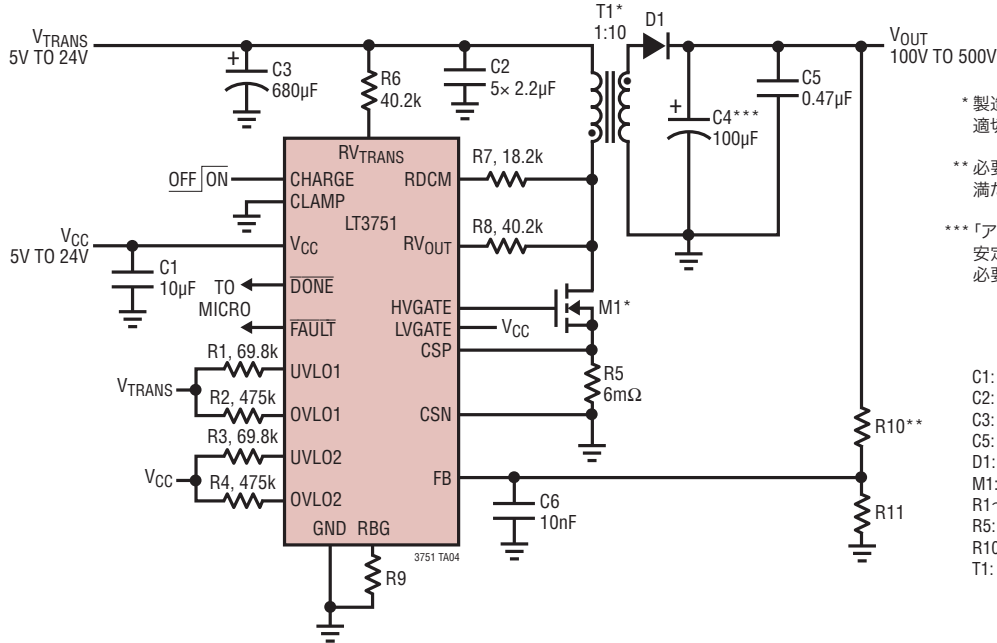 T1*
1:10
D1
VTRANS
5V TO 24V
VOUT
100V TO 500V
+
C3
680µF
R6
40.2k
C2
5× 2.2µF
+
C4***
100µF
C5
0.47µF
* 製造
適切
** 必要
満た
*** 「ア
安定
必要
RVTRANS
OFF ON
CHARGE
CLAMP
LT3751
RDCM
R7, 18.2k
VCC
5V TO 24V
VCC
RVOUT
R8, 40.2k
C1
10µF
TO
MICRO
DONE
FAULT
HVGATE
LVGATE
VCC
CSP
M1*
R1, 69.8k
UVLO1
VTRANS
R2, 475k
OVLO1
R5
6mΩ
CSN
R3, 69.8k
UVLO2
VCC
R4, 475k
OVLO2
FB
R10**
C6
10nF
R11
GND RBG
3751 TA04
R9
C1:
C2:
C3:
C5:
D1:
M1:
R1~
R5:
R10
T1: